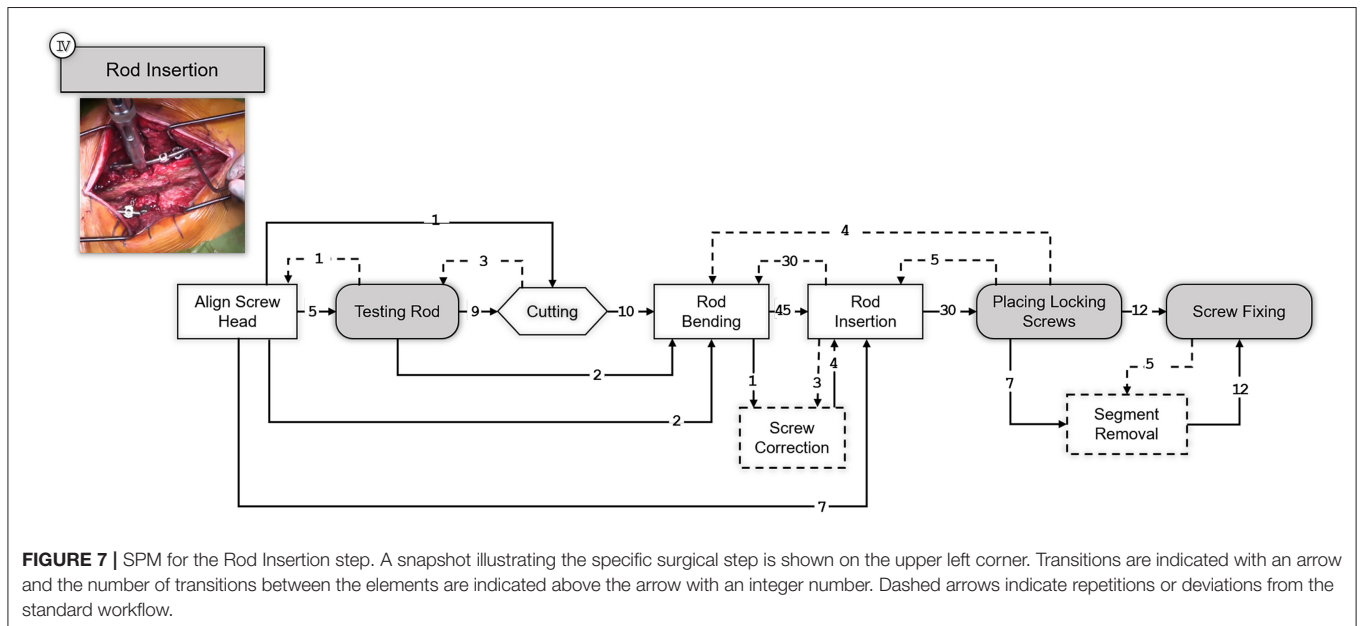 IV
Rod Insertion
1
4
1
3
30
5
Align Screw
Head
5
Testing Rod
9
Cutting
10
Rod
Bending
45
Rod
Insertion
30
Placing Locking
Screws
12
Screw Fixing
2
1
3
4
7
5
12
2
Screw
Correction
Segment
Removal
7
FIGURE 7 | SPM for the Rod Insertion step. A snapshot illustrating the specific surgical step is shown on the upper left corner. Transitions are indicated with an arrow
and the number of transitions between the elements are indicated above the arrow with an integer number. Dashed arrows indicate repetitions or deviations from the
standard workflow.